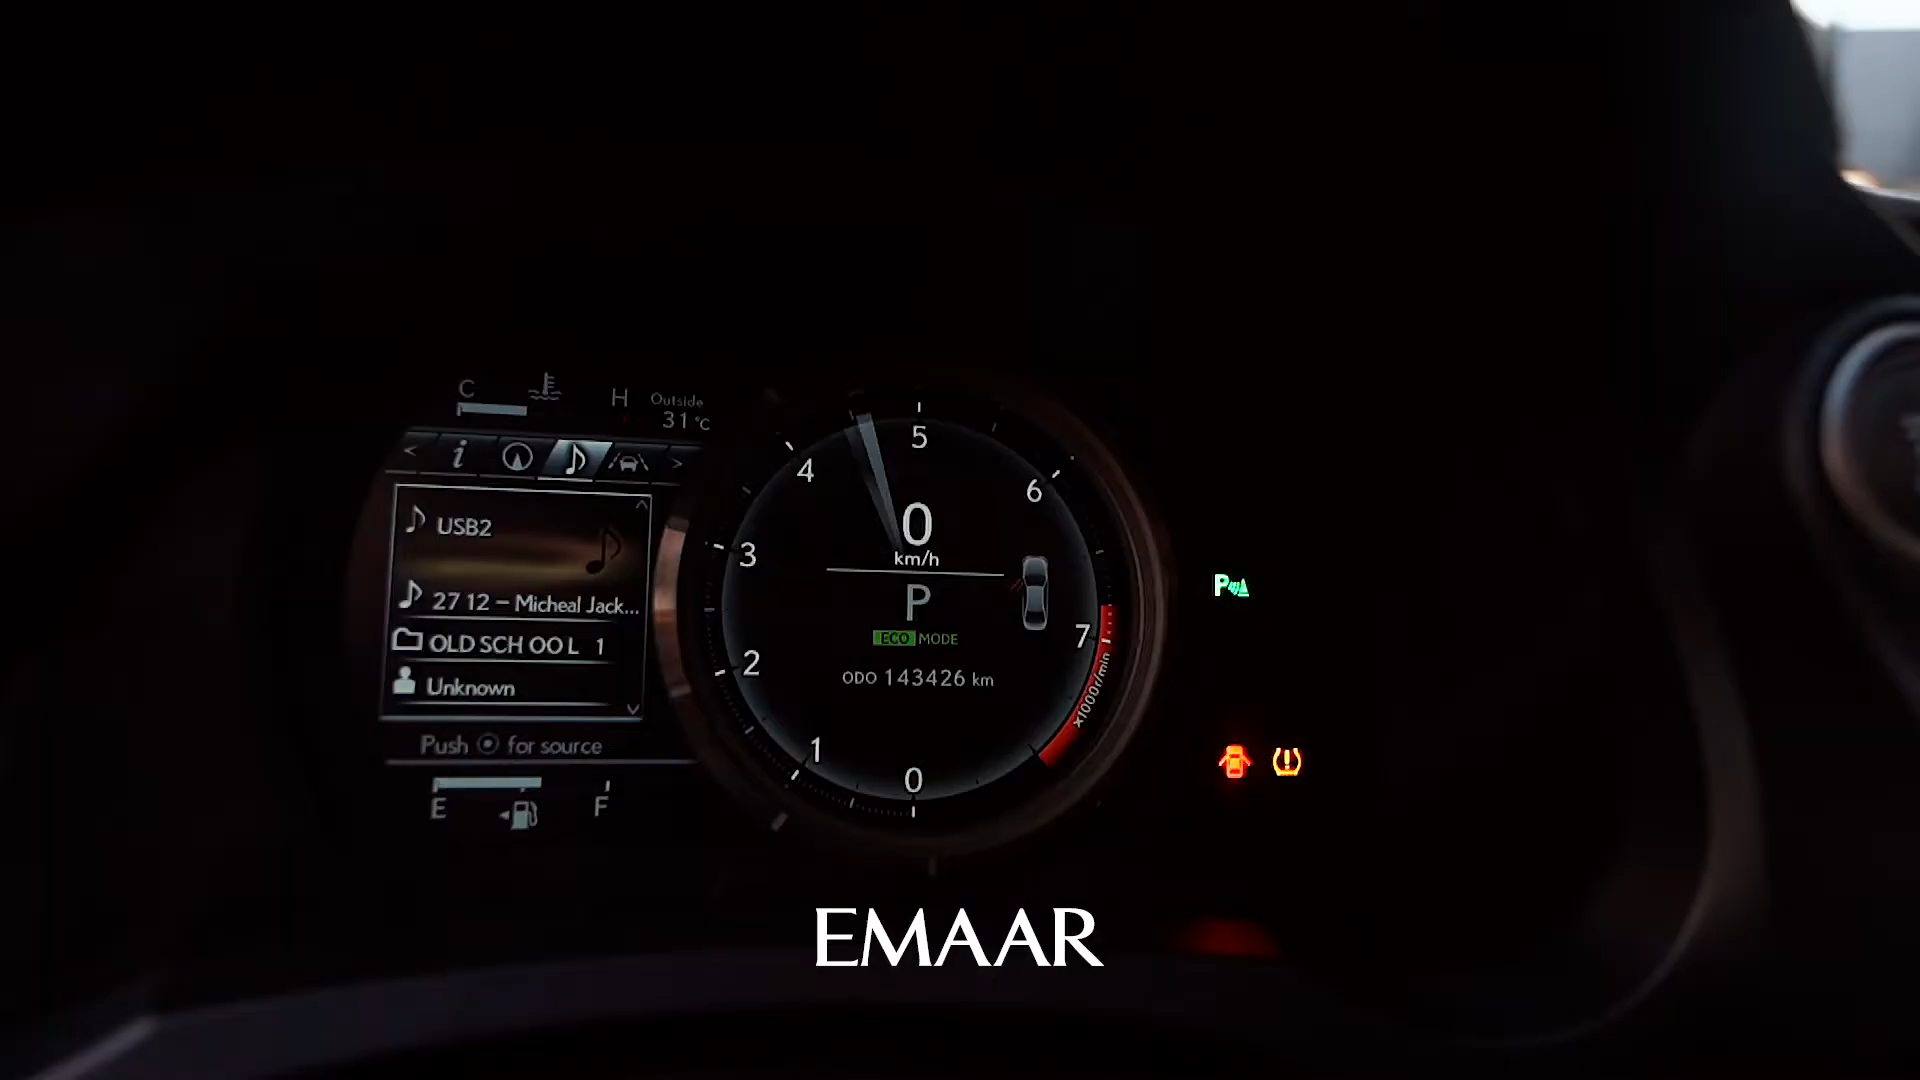 C H Outside
31 °C
< i >
USB2
27 12 – Micheal Jack...
OLD SCH OO L 1
Unknown
Push for source
E F
0
1
2
3
4
5
6
7
x1000r/min
0
km/h
P
ECO MODE
ODO 143426 km
P
EMAAR